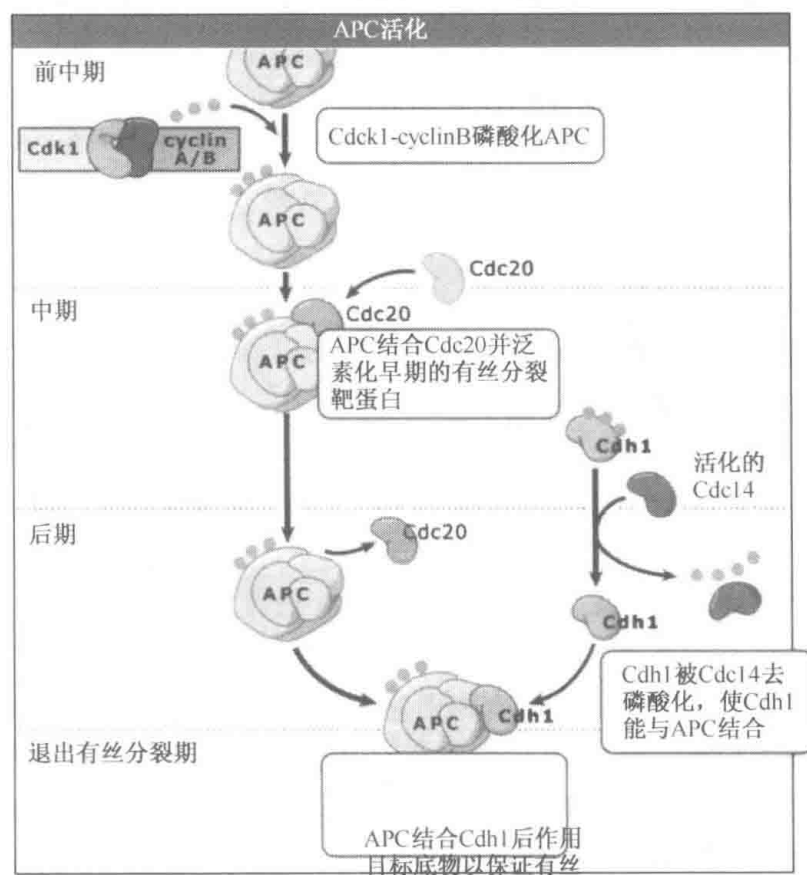 APC活化
前中期
APC
Cdk1
cyclin
A/B
Cdck1-cyclinB磷酸化APC
APC
Cdc20
中期
Cdc20
APC
APC结合Cdc20并泛
素化早期的有丝分裂
靶蛋白
Cdh1
活化的
Cdc14
后期
Cdc20
APC
Cdh1
Cdh1被Cdc14去
磷酸化，使Cdh1
能与APC结合
APC
Cdh1
退出有丝分裂期
APC结合Cdh1后作用
目标底物以保证有丝